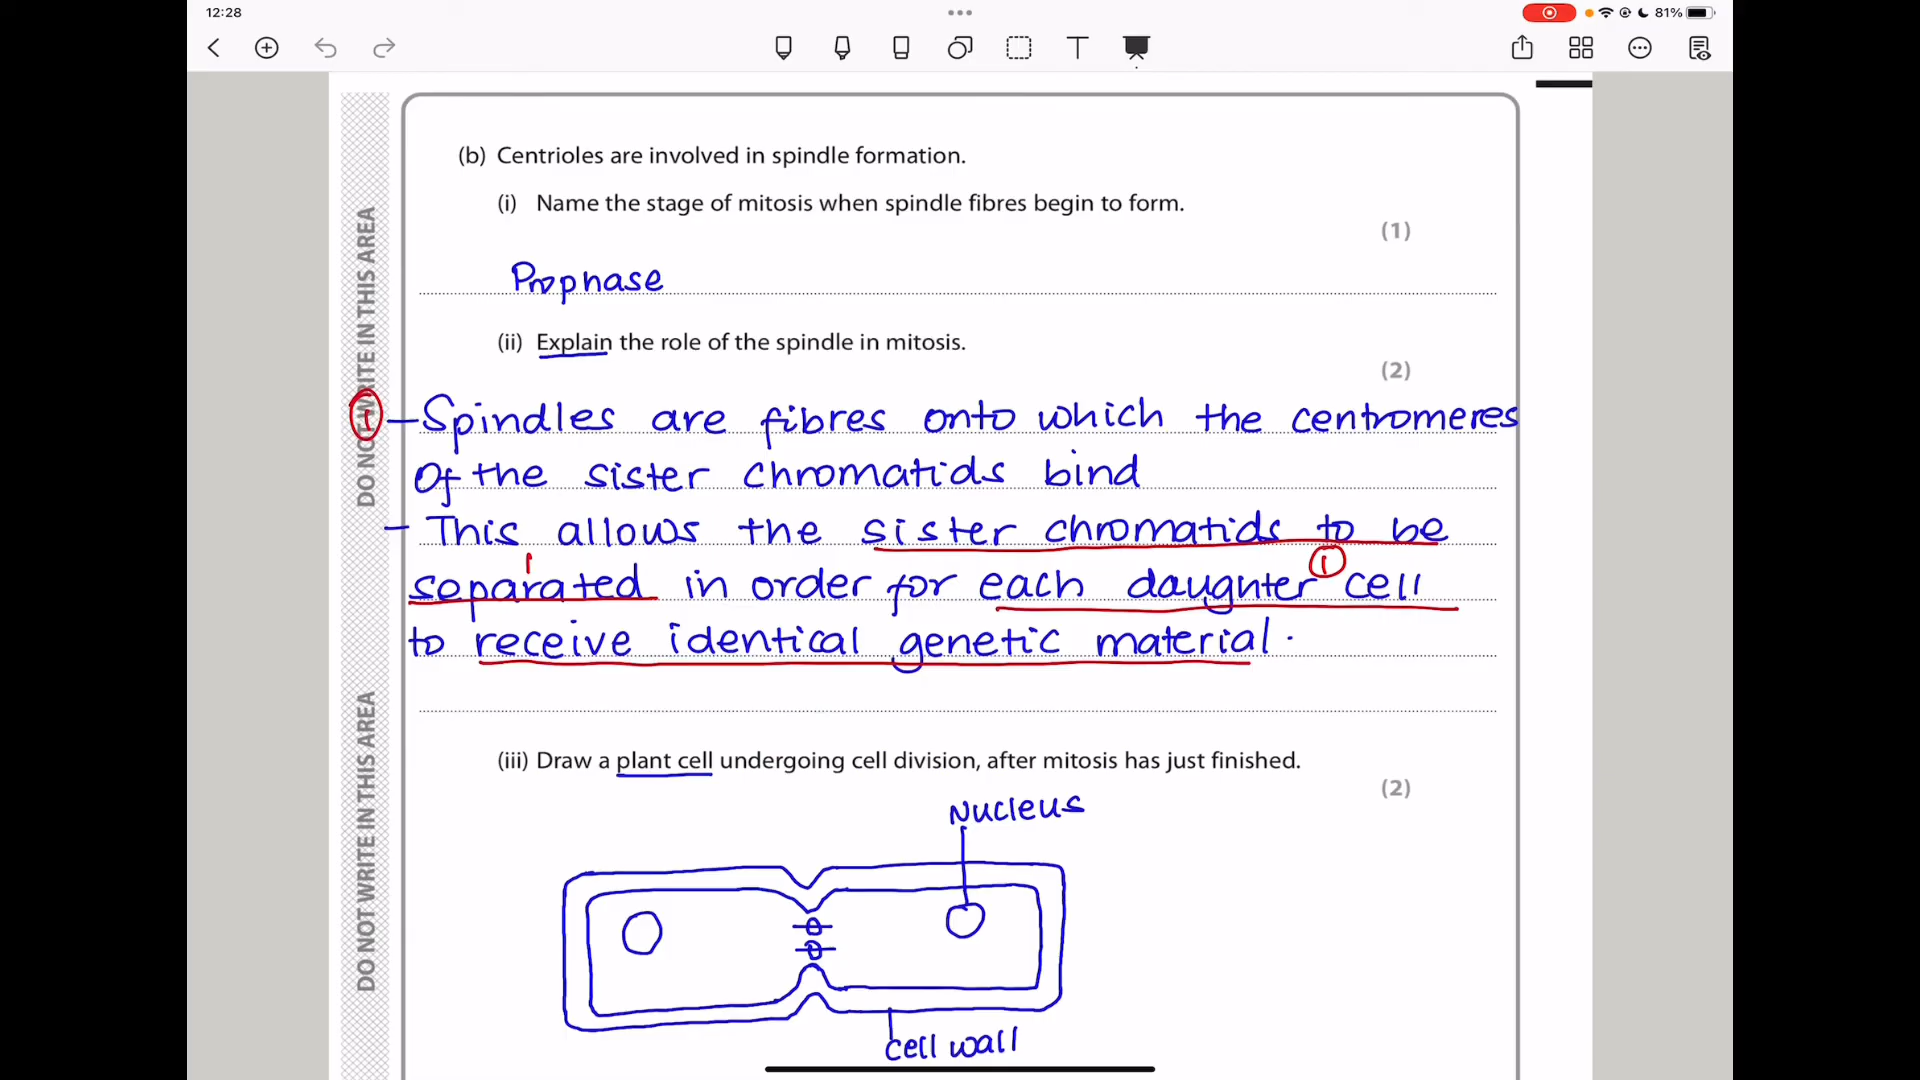 12:28
81%
(b) Centrioles are involved in spindle formation.
(i) Name the stage of mitosis when spindle fibres begin to form.
(1)
Prophase
(ii) Explain the role of the spindle in mitosis.
(2)
1 – Spindles are fibres onto which the centromeres
of the sister chromatids bind
– This allows the sister chromatids to be
1 1
separated in order for each daughter cell
to receive identical genetic material.
(iii) Draw a plant cell undergoing cell division, after mitosis has just finished.
(2)
Nucleus
cell wall
DO NOT WRITE IN THIS AREA
DO NOT WRITE IN THIS AREA